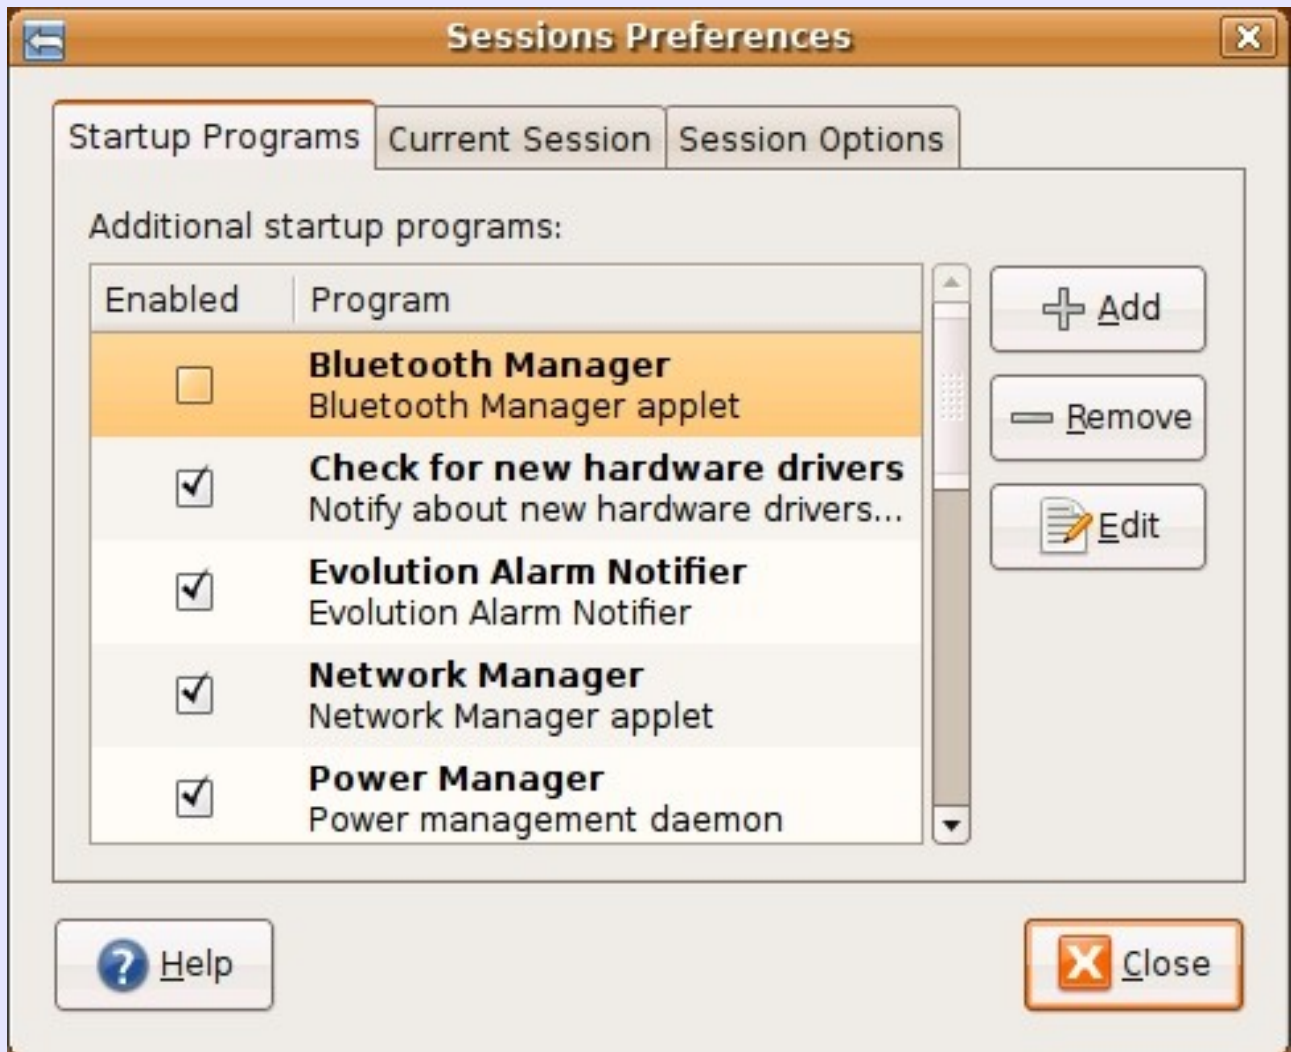 Sessions Preferences
Startup Programs
Current Session
Session Options
Additional startup programs:
Enabled
Program
Bluetooth Manager
Bluetooth Manager applet
Check for new hardware drivers
Notify about new hardware drivers...
Evolution Alarm Notifier
Evolution Alarm Notifier
Network Manager
Network Manager applet
Power Manager
Power management daemon
Add
Remove
Edit
Help
Close